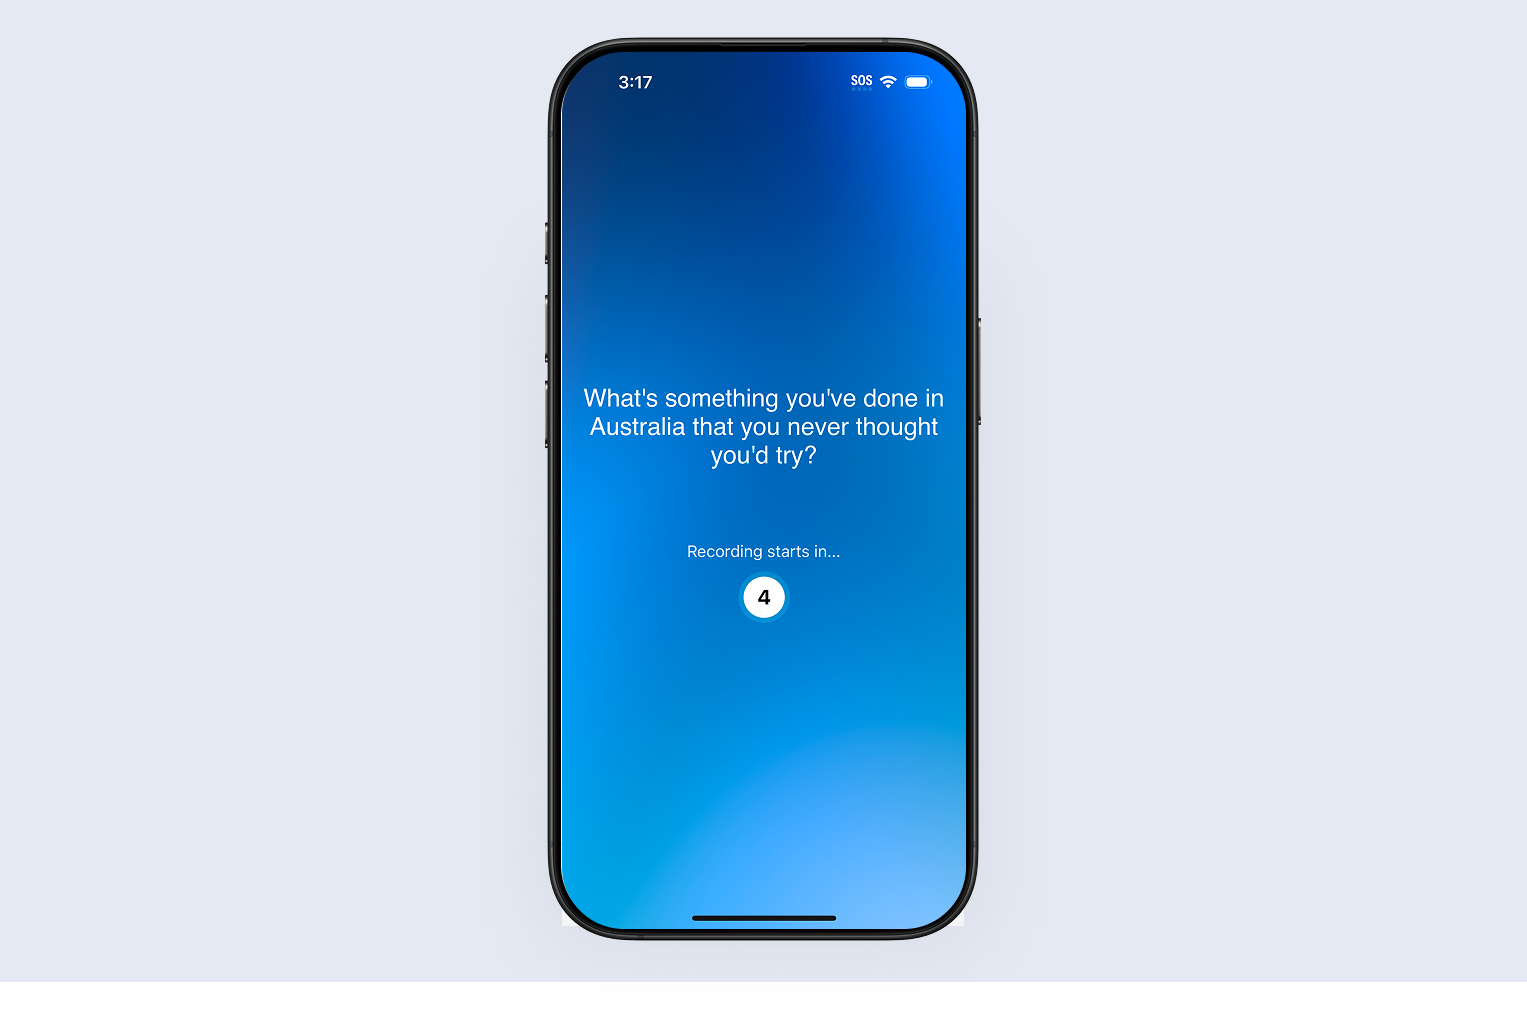 3:17
SOS
What's something you've done in
Australia that you never thought
you'd try?
Recording starts in...
4